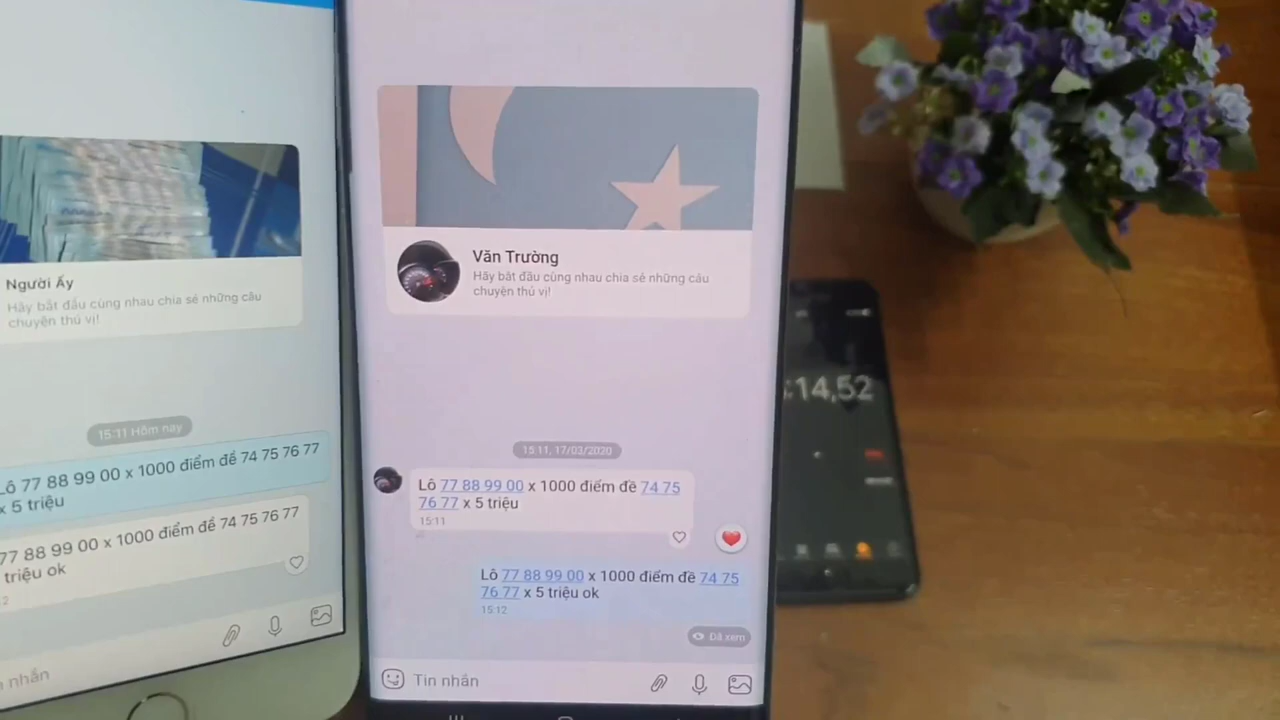 Người Ấy
Hãy bắt đầu cùng nhau chia sẻ những câu
chuyện thú vị!
15:11 Hôm nay
Lô 77 88 99 00 x 1000 điểm đề 74 75 76 77
x 5 triệu
77 88 99 00 x 1000 điểm đề 74 75 76 77
triệu ok
nhắn
Văn Trường
Hãy bắt đầu cùng nhau chia sẻ những câu
chuyện thú vị!
15:11, 17/03/2020
Lô 77 88 99 00 x 1000 điểm đề 74 75
76 77 x 5 triệu
15:11
Lô 77 88 99 00 x 1000 điểm đề 74 75
76 77 x 5 triệu ok
15:12
Đã xem
Tin nhắn
:14,52